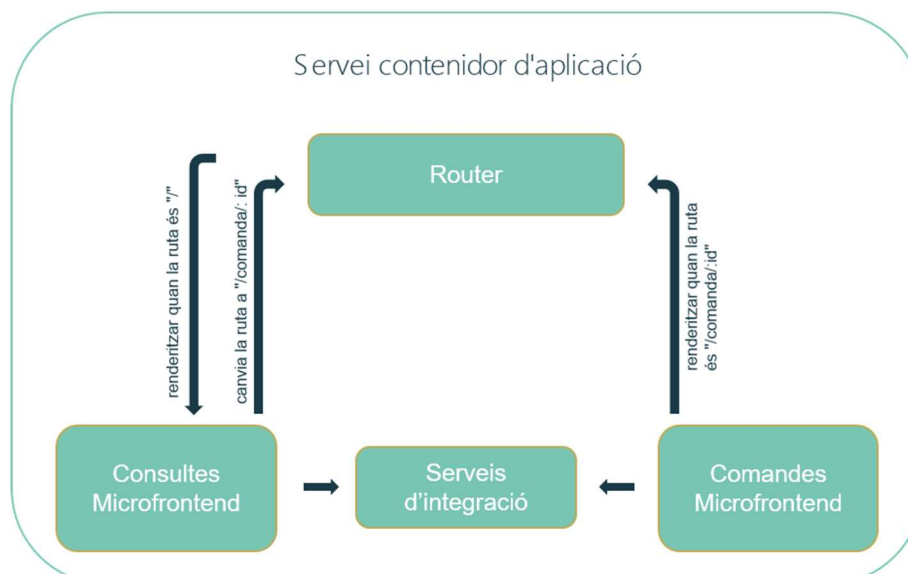 Servei contenidor d'aplicació
Router
renderitzar quan la ruta és "/"
canvia la ruta a "/comanda/: id"
renderitzar quan la ruta
és "/comanda/:id"
Consultes
Microfrontend
Serveis
d'integració
Comandes
Microfrontend